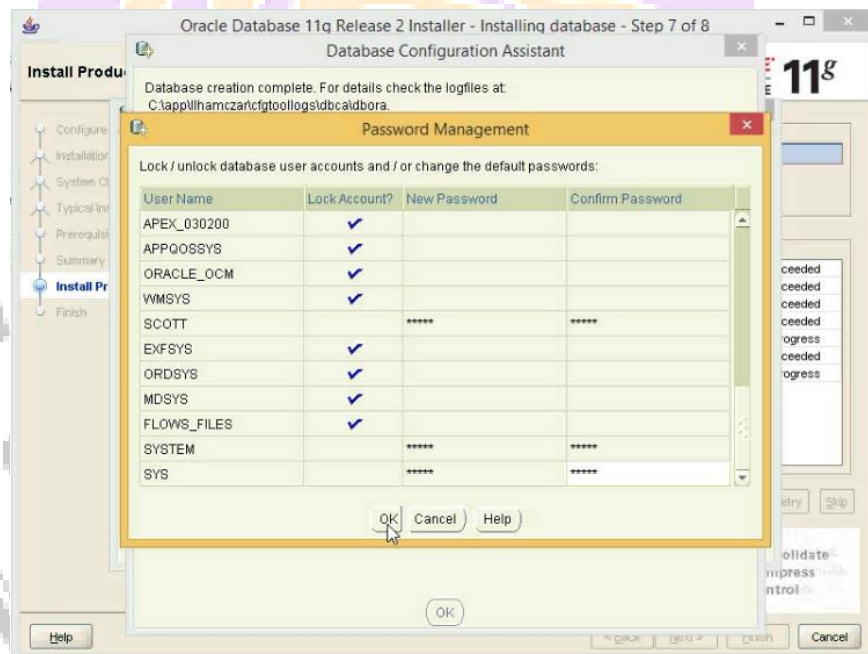 Oracle Database 11g Release 2 Installer - Installing database - Step 7 of 8
Database Configuration Assistant
Install Produ
11g
Database creation complete. For details check the logfiles at:
C:\app\Ilhamczar\cfgtoollogs\dbca\dbora.
Password Management
Lock / unlock database user accounts and / or change the default passwords:
User Name Lock Account? New Password Confirm Password
APEX_030200 ✔
APPQOSSYS ✔
ORACLE_OCM ✔
WMSYS ✔
SCOTT ***** *****
EXFSYS ✔
ORDSYS ✔
MDSYS ✔
FLOWS_FILES ✔
SYSTEM ***** *****
SYS ***** *****
OK Cancel Help
Configure
Installation
System Cl
Typical Ins
Prerequisi
Summary
Install Pr
Finish
ceeded
ceeded
ceeded
ceeded
ogress
ceeded
ogress
etry Skip
olidate
mpress
ntrol
OK
Help < Back Next > Finish Cancel